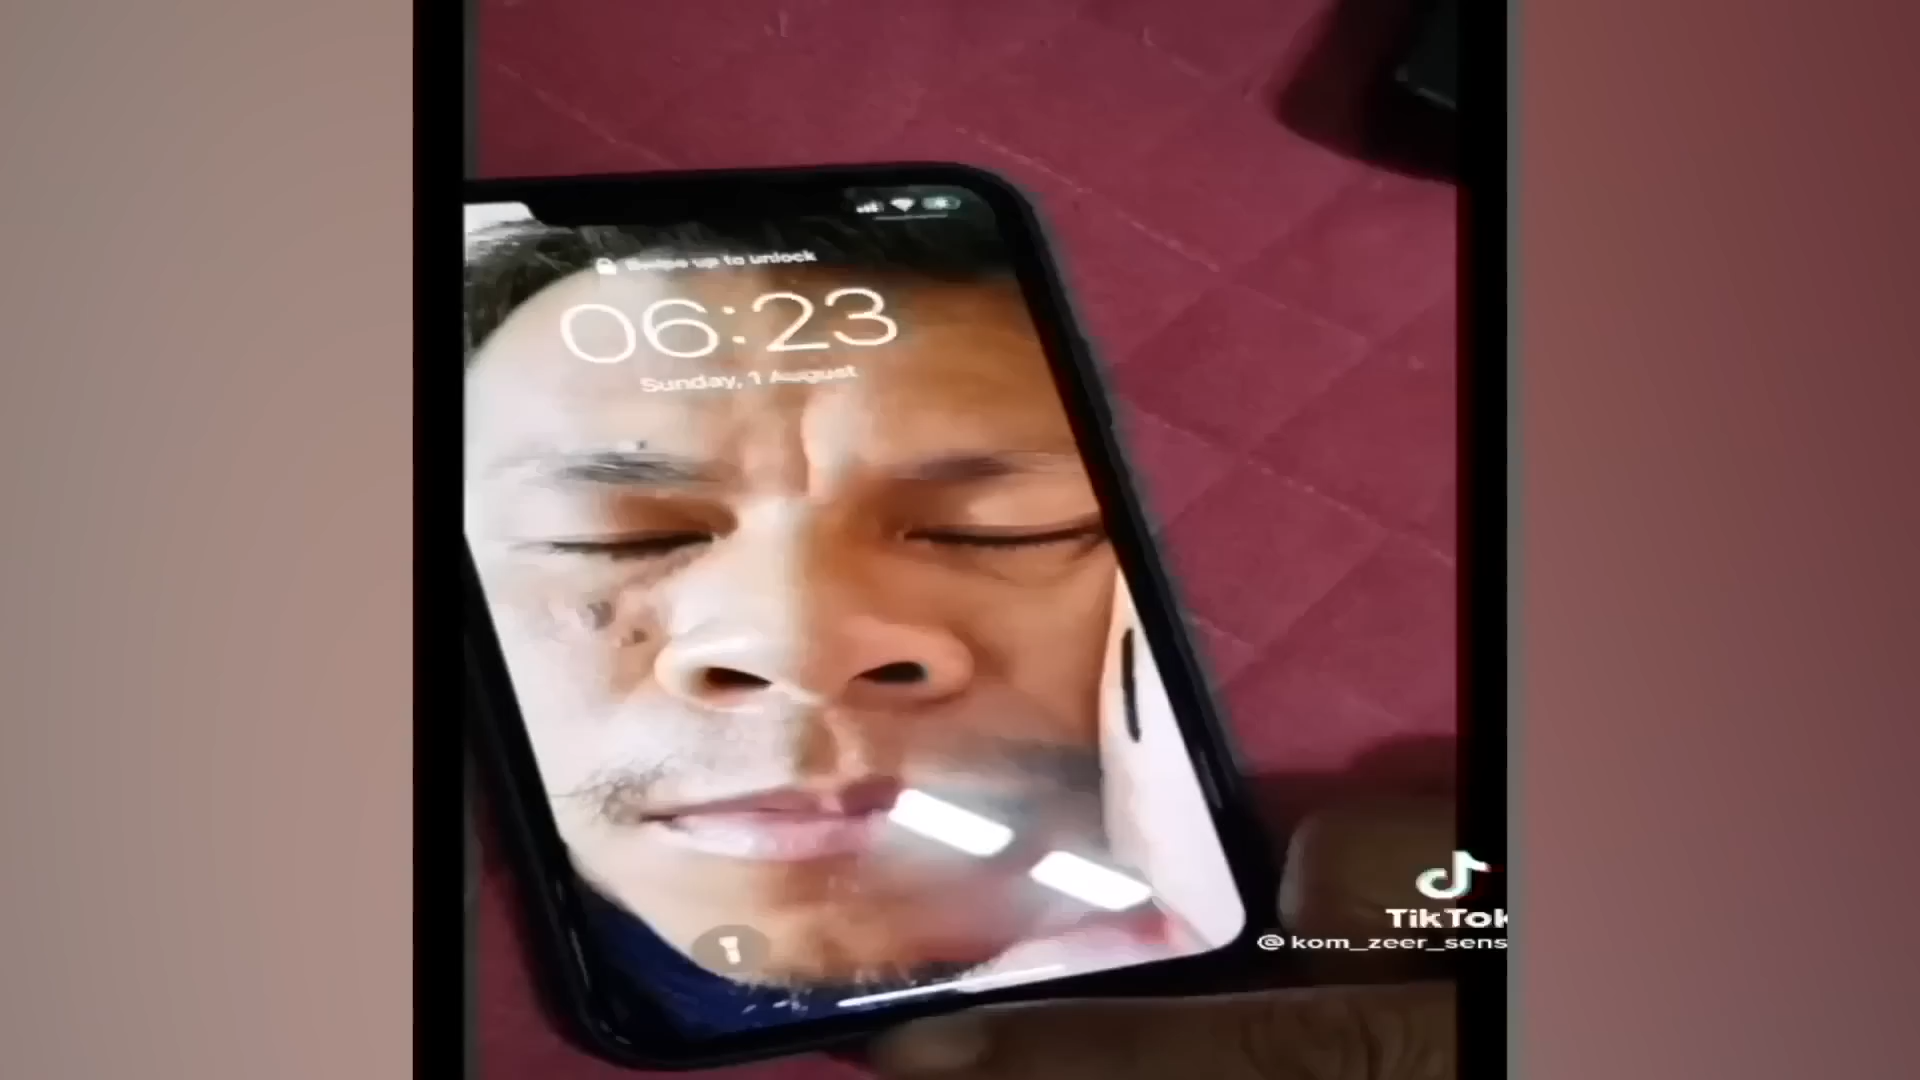 Swipe up to unlock
06:23
Sunday, 1 August
TikTok
@kom_zeer_sens